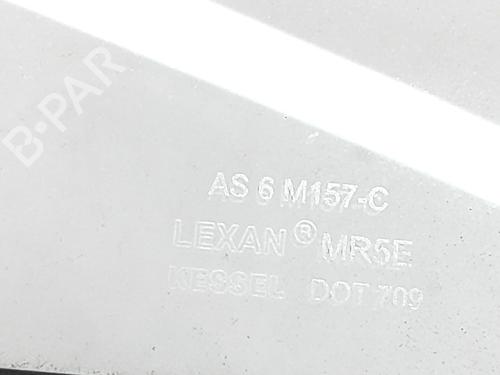 B-PAR
AS 6 M157-C
LEXAN® MR5E
KESSEL DOT 709